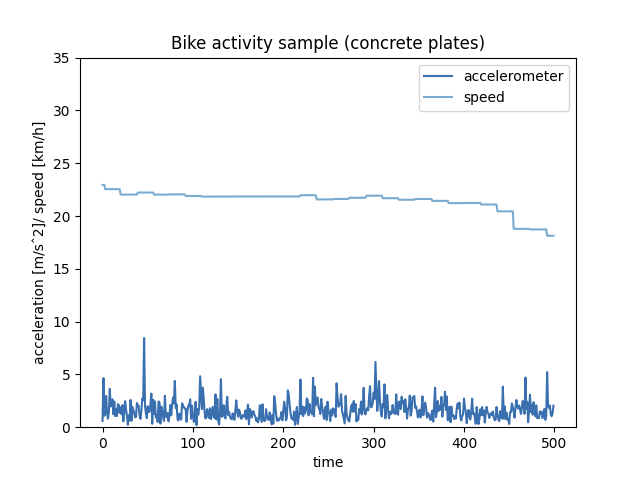 Bike activity sample (concrete plates)
accelerometer
speed
35
30
25
20
15
10
5
0
acceleration [m/sˆ2]/ speed [km/h]
0 100 200 300 400 500
time